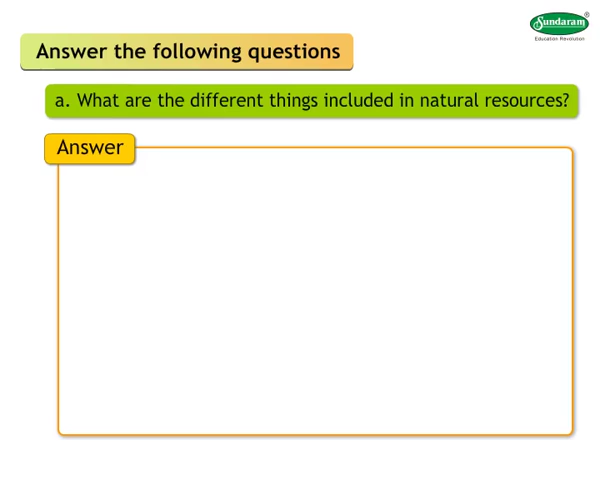 Sundaram®
Education Revolution
Answer the following questions
a. What are the different things included in natural resources?
Answer